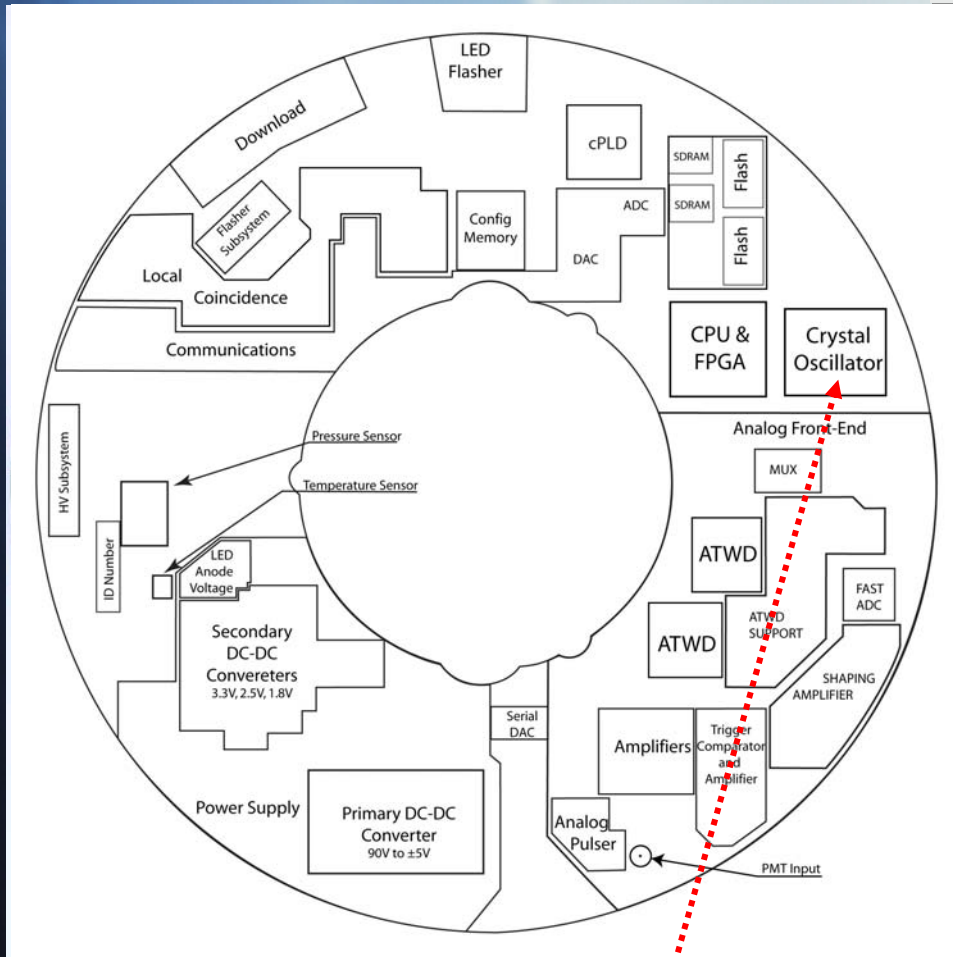 LED
Flasher
Download
cPLD
SDRAM
Flash
SDRAM
Flash
ADC
DAC
Config
Memory
Flasher
Subsystem
Local
Coincidence
Communications
CPU &
FPGA
Crystal
Oscillator
Analog Front-End
MUX
Pressure Sensor
Temperature Sensor
HV Subsystem
ID Number
LED
Anode
Voltage
ATWD
FAST
ADC
ATWD
SUPPORT
ATWD
Secondary
DC-DC
Convereters
3.3V, 2.5V, 1.8V
SHAPING
AMPLIFIER
Serial
DAC
Amplifiers
Trigger
Comparator
and
Amplifier
Power Supply
Primary DC-DC
Converter
90V to ±5V
Analog
Pulser
PMT Input